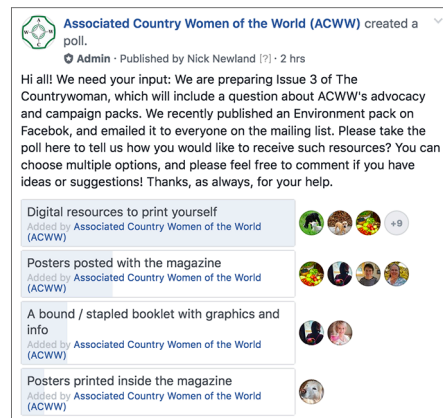 Associated Country Women of the World (ACWW) created a
poll.
Admin · Published by Nick Newland [?] · 2 hrs
Hi all! We need your input: We are preparing Issue 3 of The
Countrywoman, which will include a question about ACWW's advocacy
and campaign packs. We recently published an Environment pack on
Facebok, and emailed it to everyone on the mailing list. Please take the
poll here to tell us how you would like to receive such resources? You can
choose multiple options, and please feel free to comment if you have
ideas or suggestions! Thanks, as always, for your help.
Digital resources to print yourself
Added by Associated Country Women of the World
(ACWW)
+9
Posters posted with the magazine
Added by Associated Country Women of the World
(ACWW)
A bound / stapled booklet with graphics and
info
Added by Associated Country Women of the World
(ACWW)
Posters printed inside the magazine
Added by Associated Country Women of the World
(ACWW)